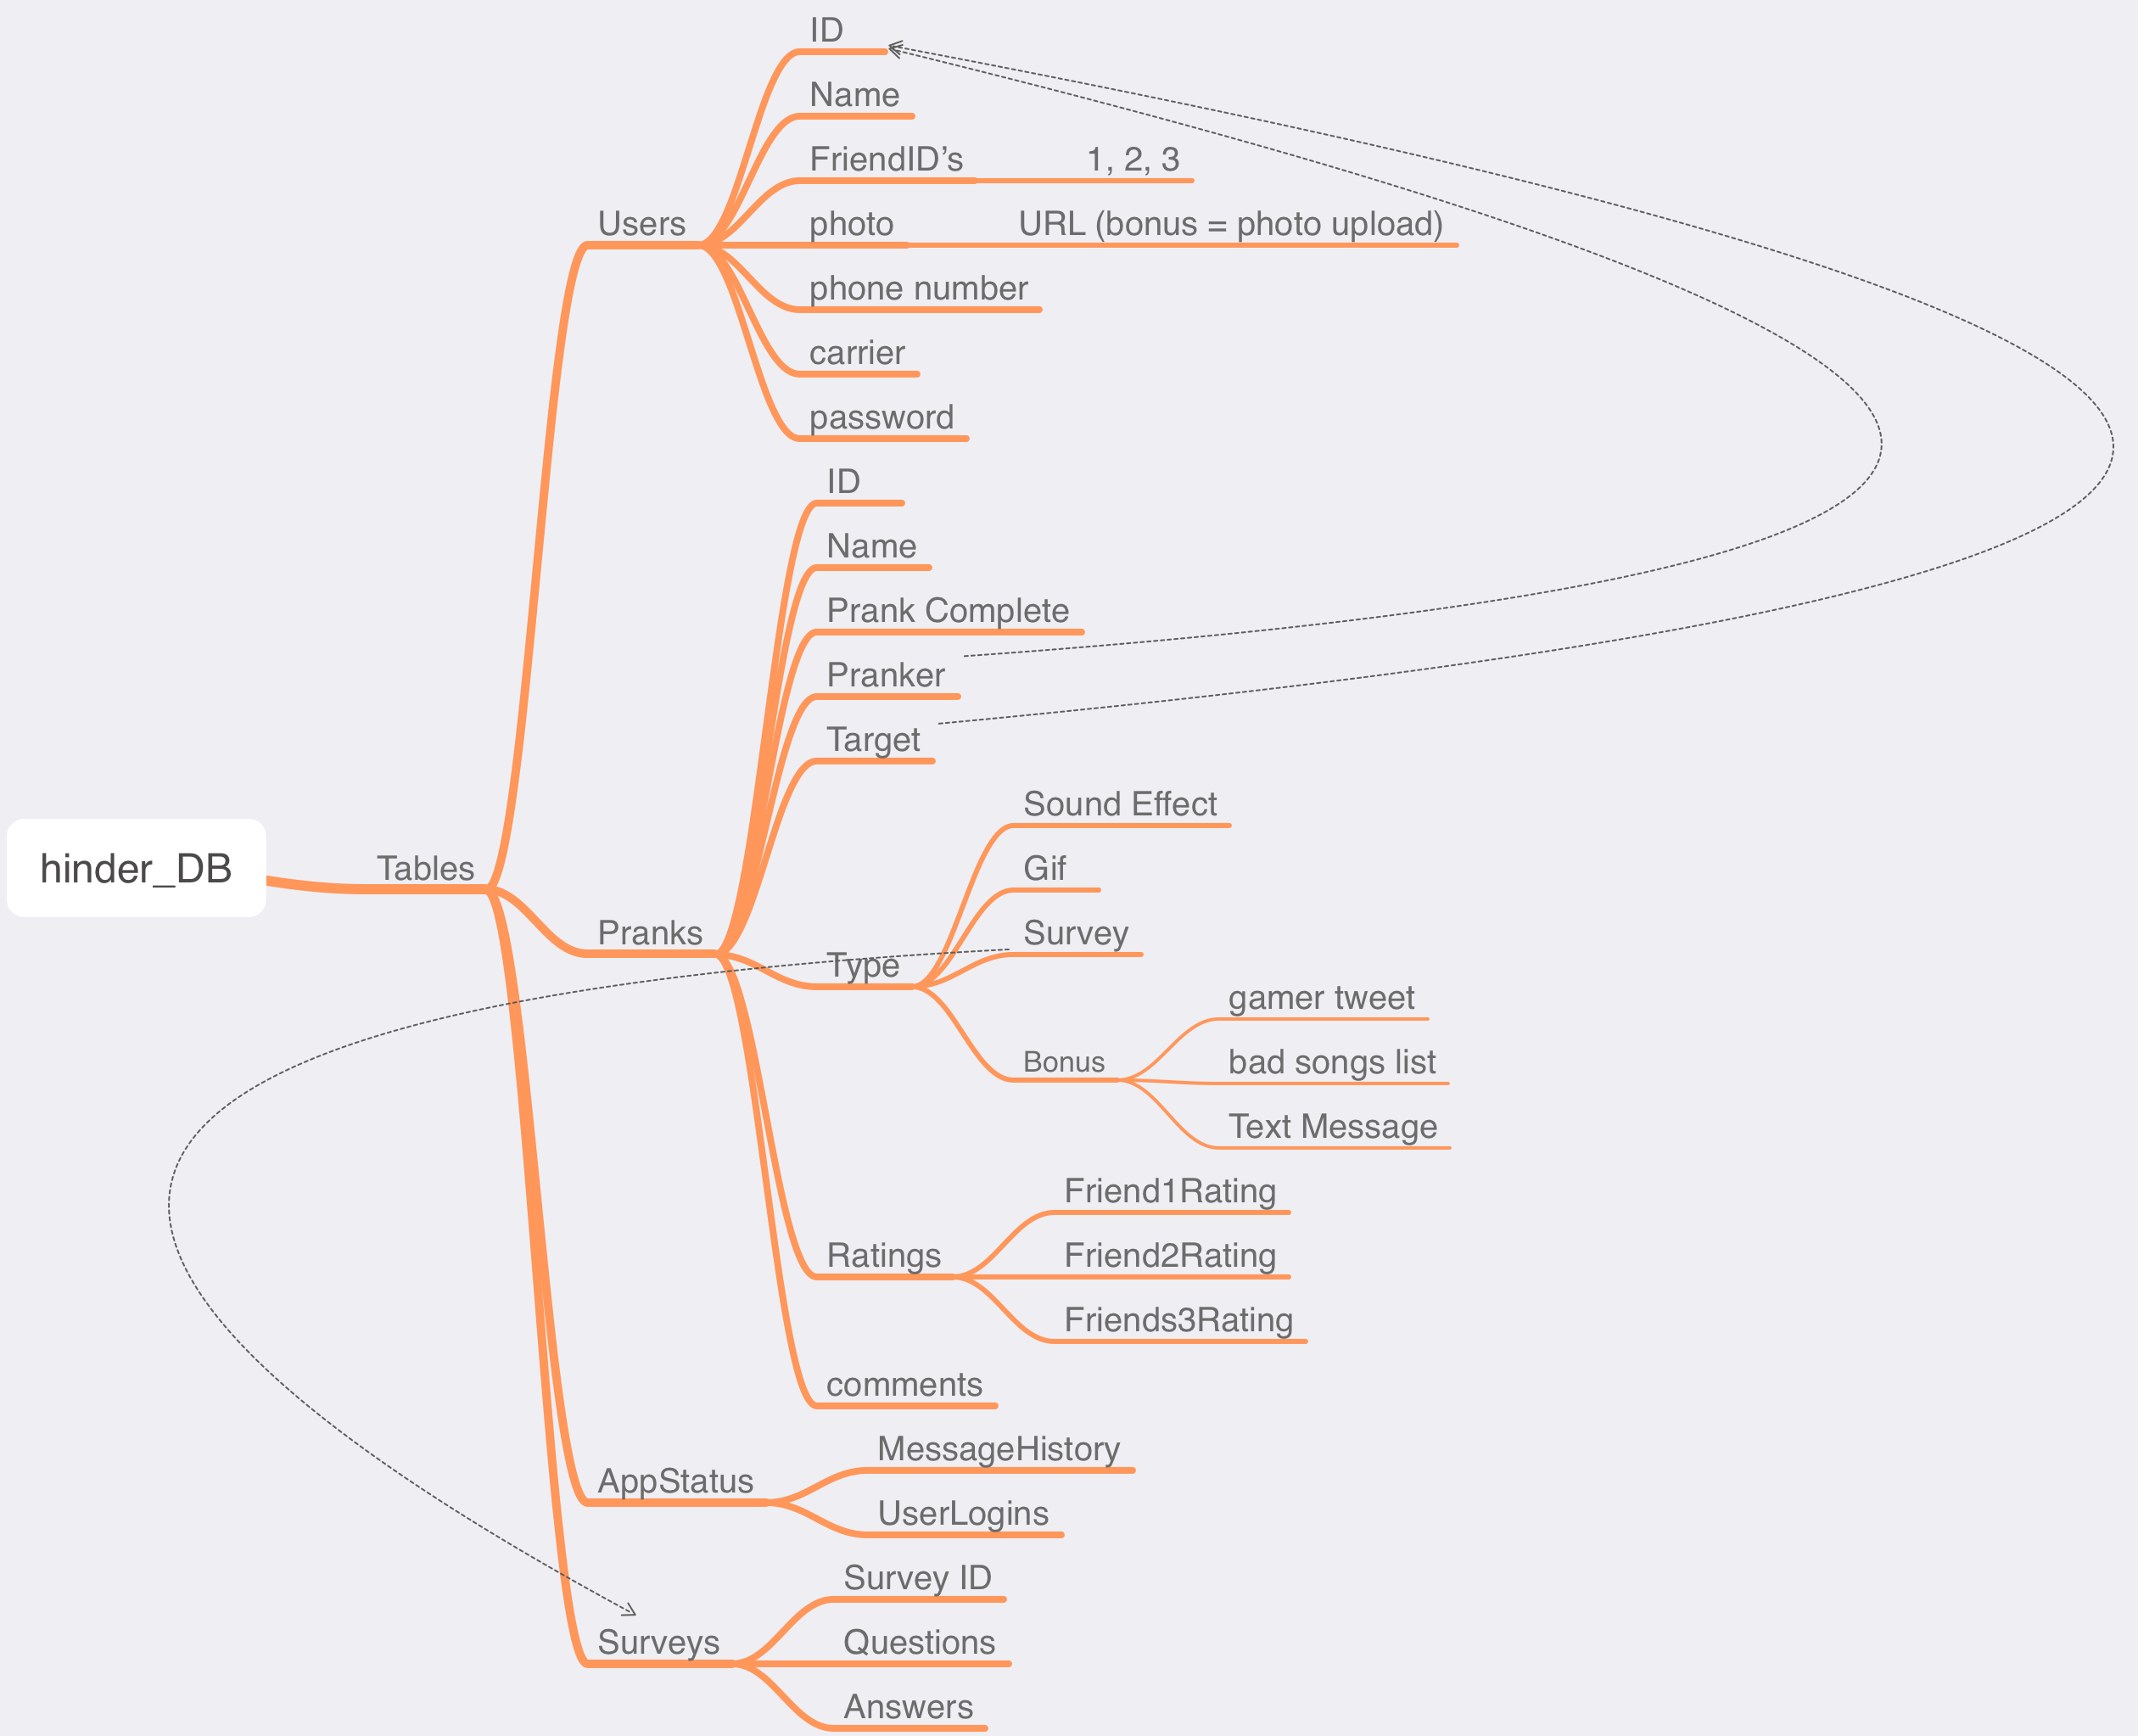 hinder_DB
Tables
Users
ID
Name
FriendID’s
1, 2, 3
photo
URL (bonus = photo upload)
phone number
carrier
password
Pranks
ID
Name
Prank Complete
Pranker
Target
Type
Sound Effect
Gif
Survey
Bonus
gamer tweet
bad songs list
Text Message
Ratings
Friend1Rating
Friend2Rating
Friends3Rating
comments
AppStatus
MessageHistory
UserLogins
Surveys
Survey ID
Questions
Answers